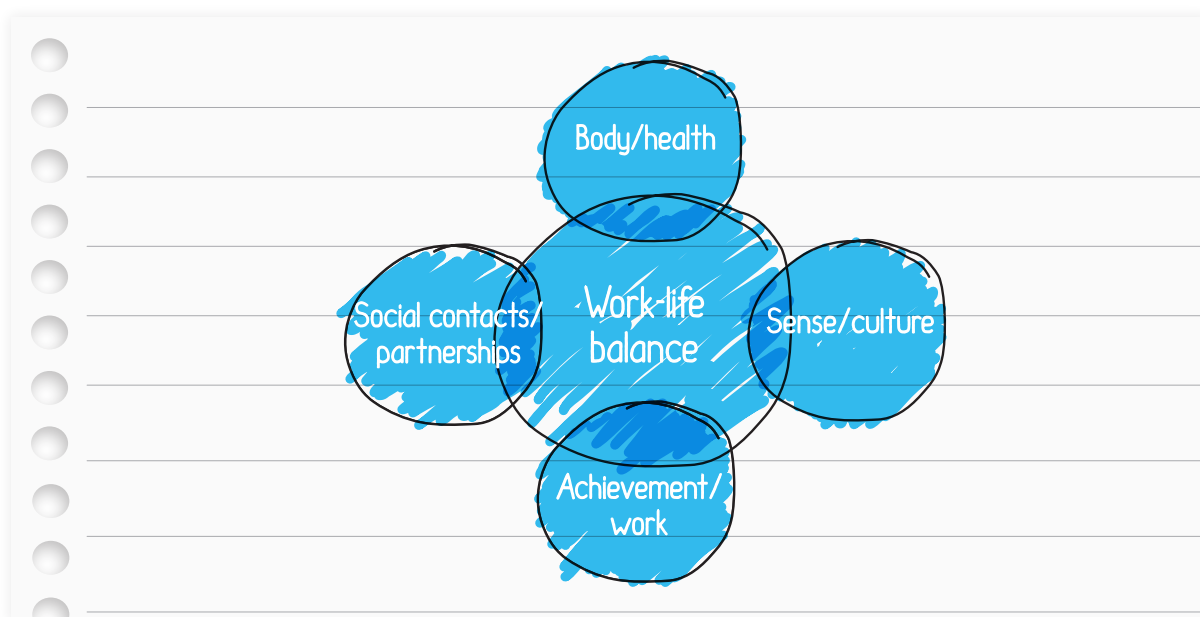 Body/health
Social contacts/
partnerships
Work-life
balance
Sense/culture
Achievement/
work